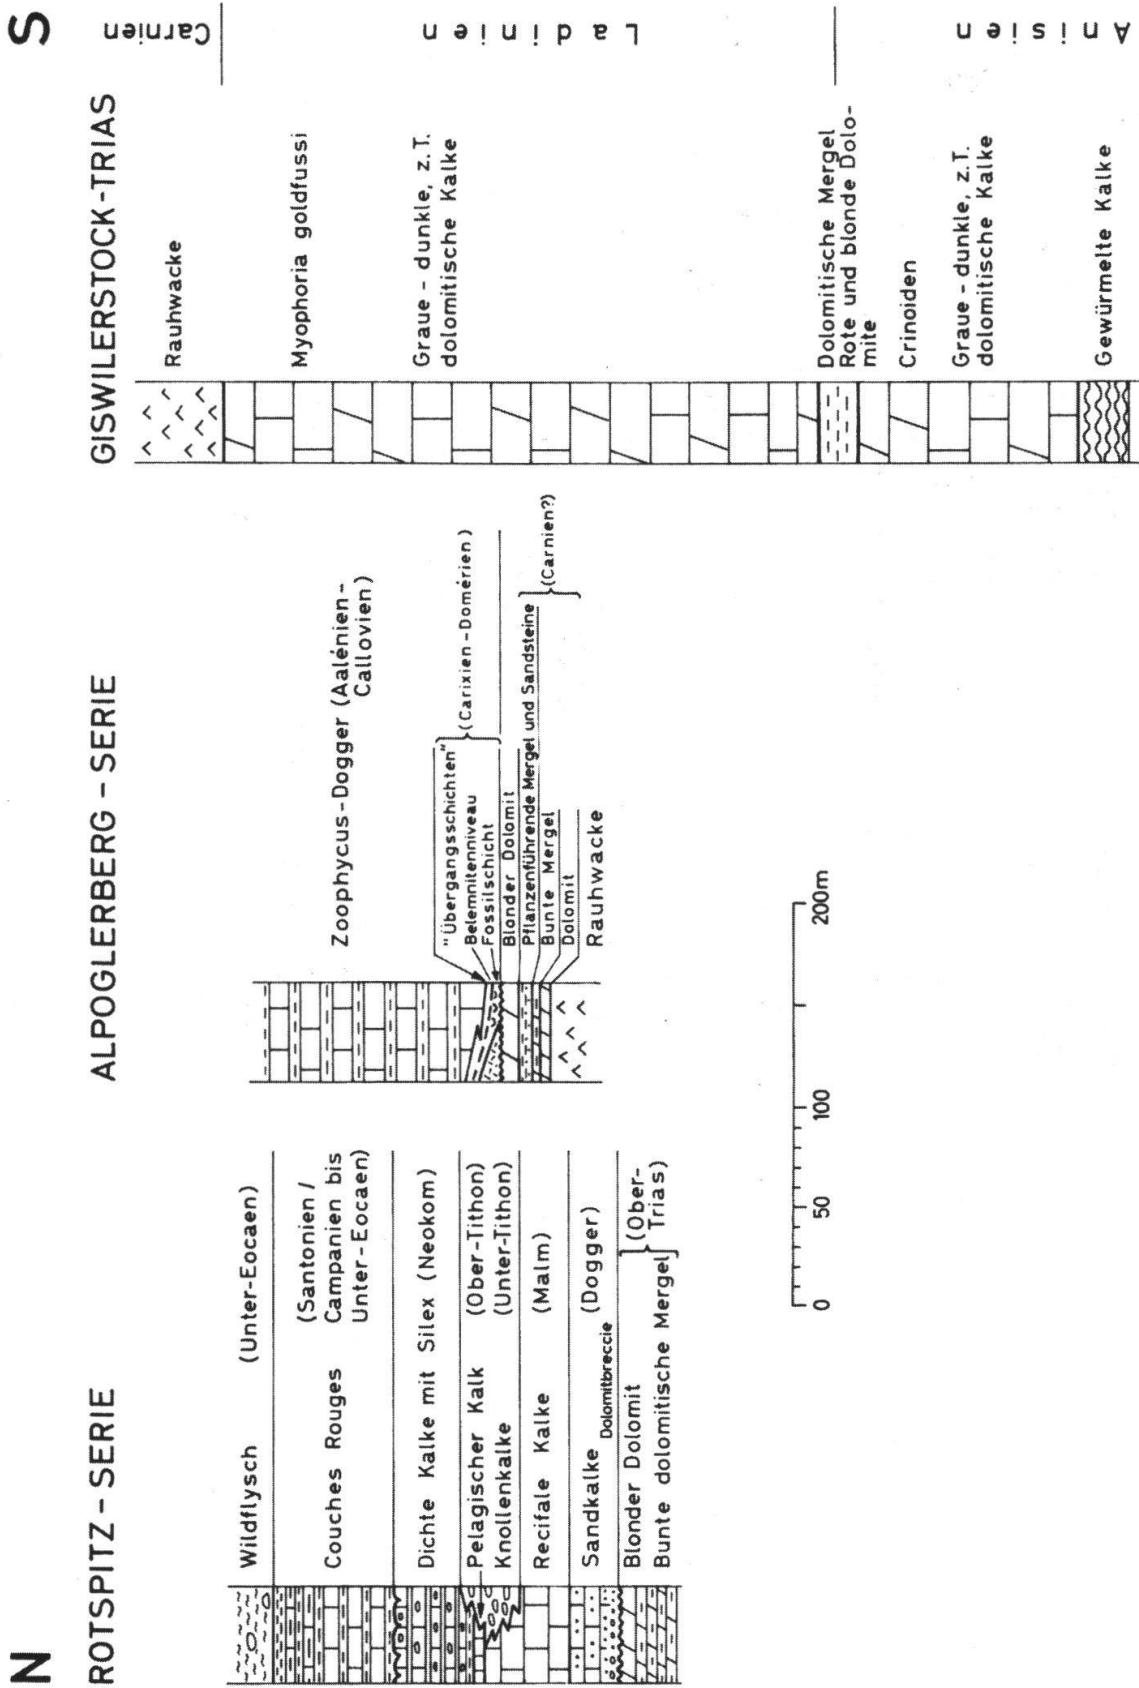 N
S
ROTSPITZ – SERIE
Wildflysch (Unter-Eocaen)
Couches Rouges
(Santonien /
Campanien bis
Unter-Eocaen)
Dichte Kalke mit Silex (Neokom)
Pelagischer Kalk (Ober-Tithon)
Knollenkalke (Unter-Tithon)
Recifale Kalke (Malm)
Sandkalke (Dogger)
Dolomitbreccie
Blonder Dolomit
Bunte dolomitische Mergel
(Ober-
Trias)
ALPOGLERBERG – SERIE
Zoophycus-Dogger (Aalénien-
Callovien)
"Übergangsschichten"
Belemnitenniveau
Fossilschicht
(Carixien-Domérien)
Blonder Dolomit
Pflanzenführende Mergel und Sandsteine
Bunte Mergel
(Carnien?)
Dolomit
Rauhwacke
0 50 100 200m
GISWILERSTOCK-TRIAS
Rauhwacke
Myophoria goldfussi
Graue - dunkle, z.T.
dolomitische Kalke
Dolomitische Mergel
Rote und blonde Dolo-
mite
Crinoiden
Graue - dunkle, z.T.
dolomitische Kalke
Gewürmelte Kalke
Carnien
Ladinien
Anisien